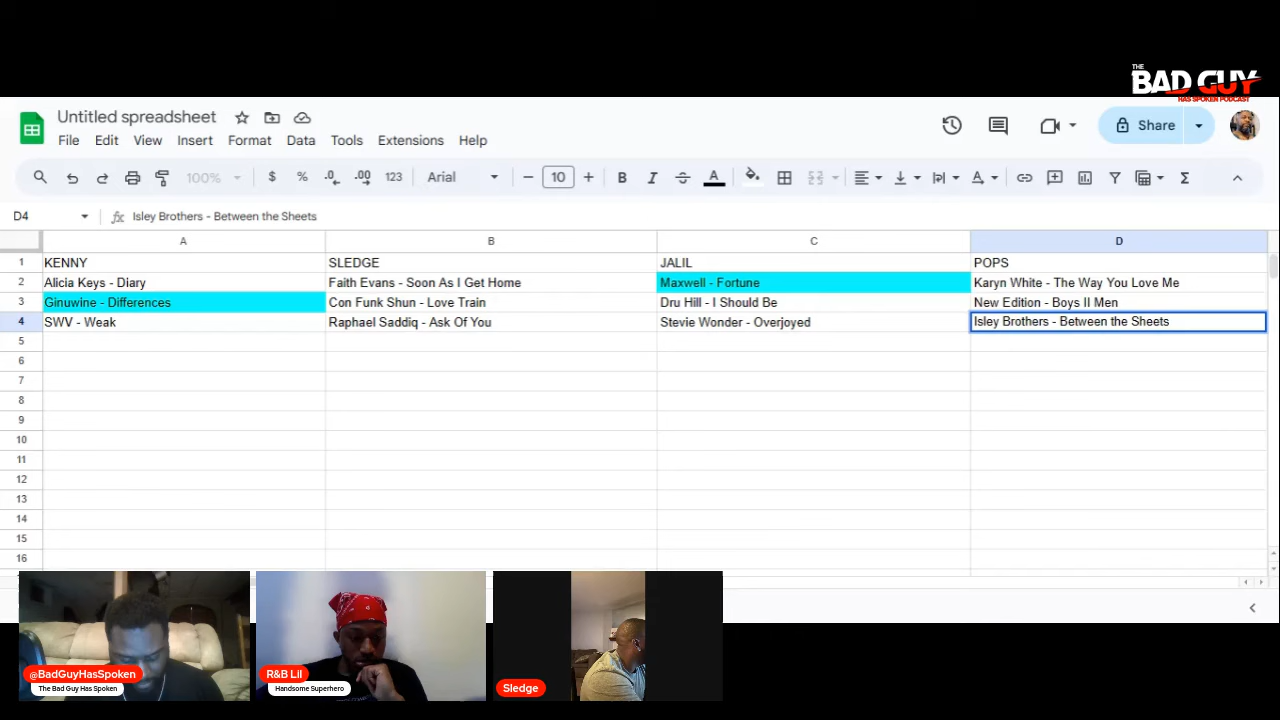 THE
BAD GUY
HAS SPOKEN PODCAST
Untitled spreadsheet
File Edit View Insert Format Data Tools Extensions Help
Share
100% $ % .0 .00 123 Arial 10 B I S A Σ
D4 fx Isley Brothers - Between the Sheets
A B C D
1 KENNY SLEDGE JALIL POPS
2 Alicia Keys - Diary Faith Evans - Soon As I Get Home Maxwell - Fortune Karyn White - The Way You Love Me
3 Ginuwine - Differences Con Funk Shun - Love Train Dru Hill - I Should Be New Edition - Boys II Men
4 SWV - Weak Raphael Saddiq - Ask Of You Stevie Wonder - Overjoyed Isley Brothers - Between the Sheets
5
6
7
8
9
10
11
12
13
14
15
16
@BadGuyHasSpoken
The Bad Guy Has Spoken
R&B Lil
Handsome Superhero
Sledge